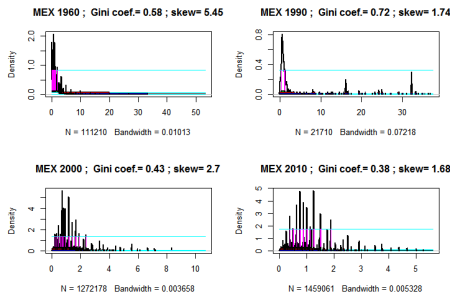 MEX 1960 ; Gini coef.= 0.58 ; skew= 5.45
Density
0.0 1.0 2.0
0 10 20 30 40 50
N = 111210 Bandwidth = 0.01013
MEX 1990 ; Gini coef.= 0.72 ; skew= 1.74
Density
0.0 0.4 0.8
0 10 20 30
N = 21710 Bandwidth = 0.07218
MEX 2000 ; Gini coef.= 0.43 ; skew= 2.7
Density
0 2 4
0 2 4 6 8 10
N = 1272178 Bandwidth = 0.003658
MEX 2010 ; Gini coef.= 0.38 ; skew= 1.68
Density
0 1 2 3 4 5
0 1 2 3 4 5
N = 1459061 Bandwidth = 0.005328